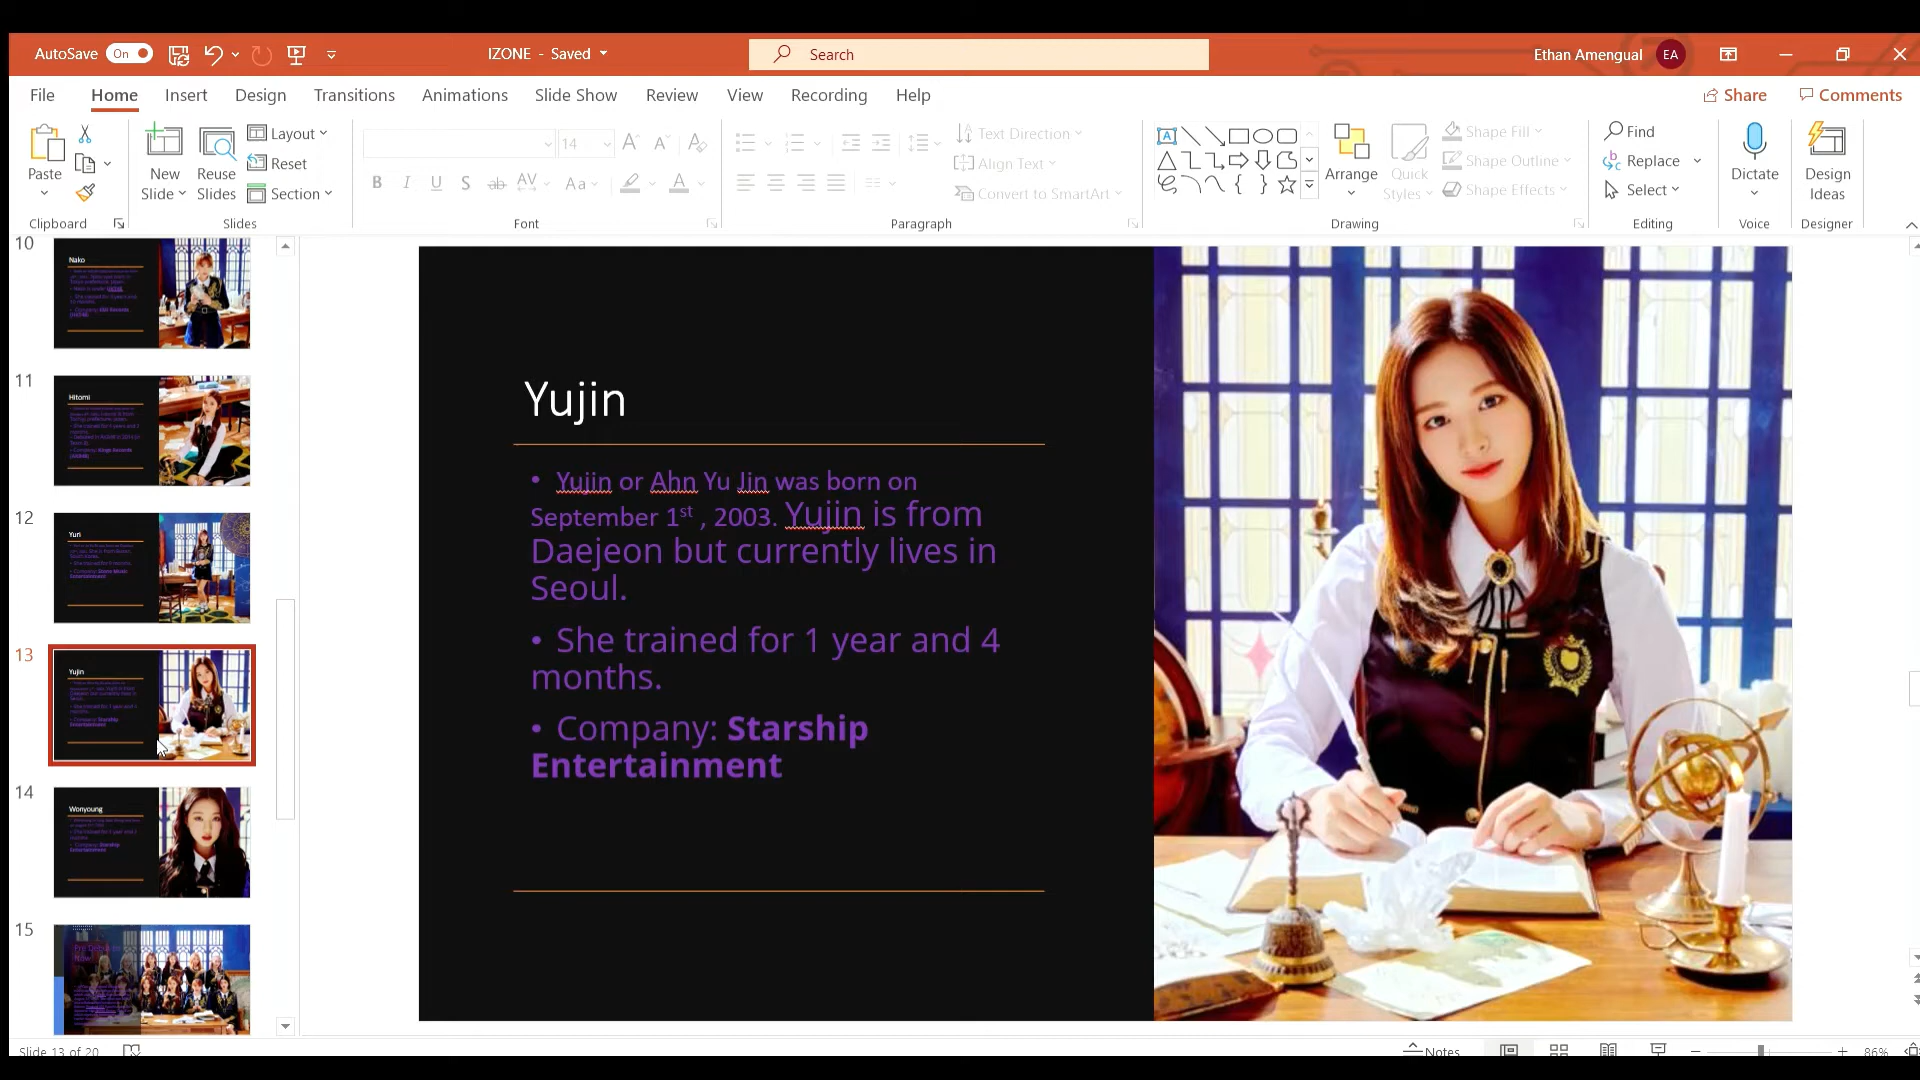 AutoSave On IZONE - Saved Search Ethan Amengual EA
File Home Insert Design Transitions Animations Slide Show Review View Recording Help Share Comments
Paste
New Slide
Reuse Slides
Layout
Reset
Section
14
B I U S ab AV Aa A
Text Direction
Align Text
Convert to SmartArt
Arrange
Quick Styles
Shape Fill
Shape Outline
Shape Effects
Find
Replace
Select
Dictate
Design Ideas
Clipboard Slides Font Paragraph Drawing Editing Voice Designer
10
Nako
11
Hitomi
12
Yuri
13
Yujin
14
Wonyoung
15
Yujin
• Yujin or Ahn Yu Jin was born on
September 1st , 2003. Yujin is from
Daejeon but currently lives in
Seoul.
• She trained for 1 year and 4
months.
• Company: Starship
Entertainment
Slide 13 of 20 Notes 86%